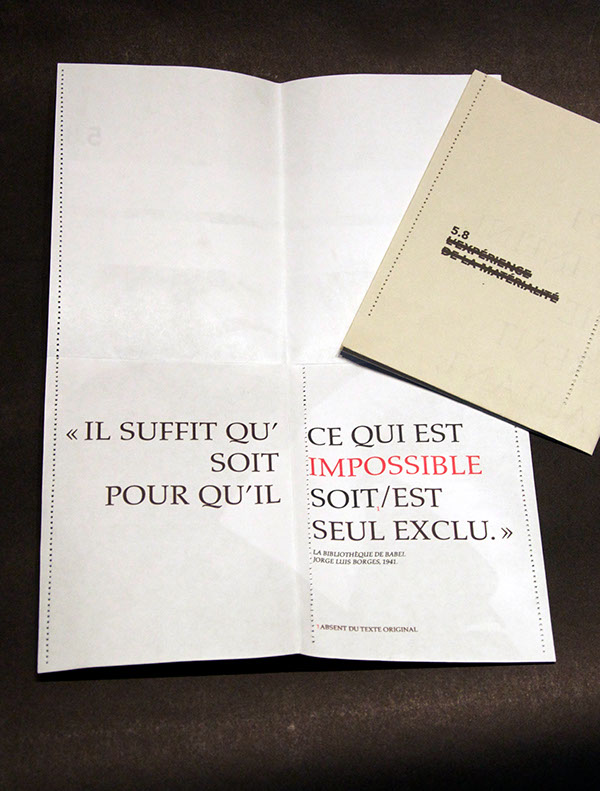 5.8
L'EXPÉRIENCE
DE LA MATÉRIALITÉ
« IL SUFFIT QU'
SOIT
POUR QU'IL
CE QUI EST
IMPOSSIBLE
SOIT/EST
SEUL EXCLU. »
LA BIBLIOTHÈQUE DE BABEL
JORGE LUIS BORGES, 1941.
1 ABSENT DU TEXTE ORIGINAL